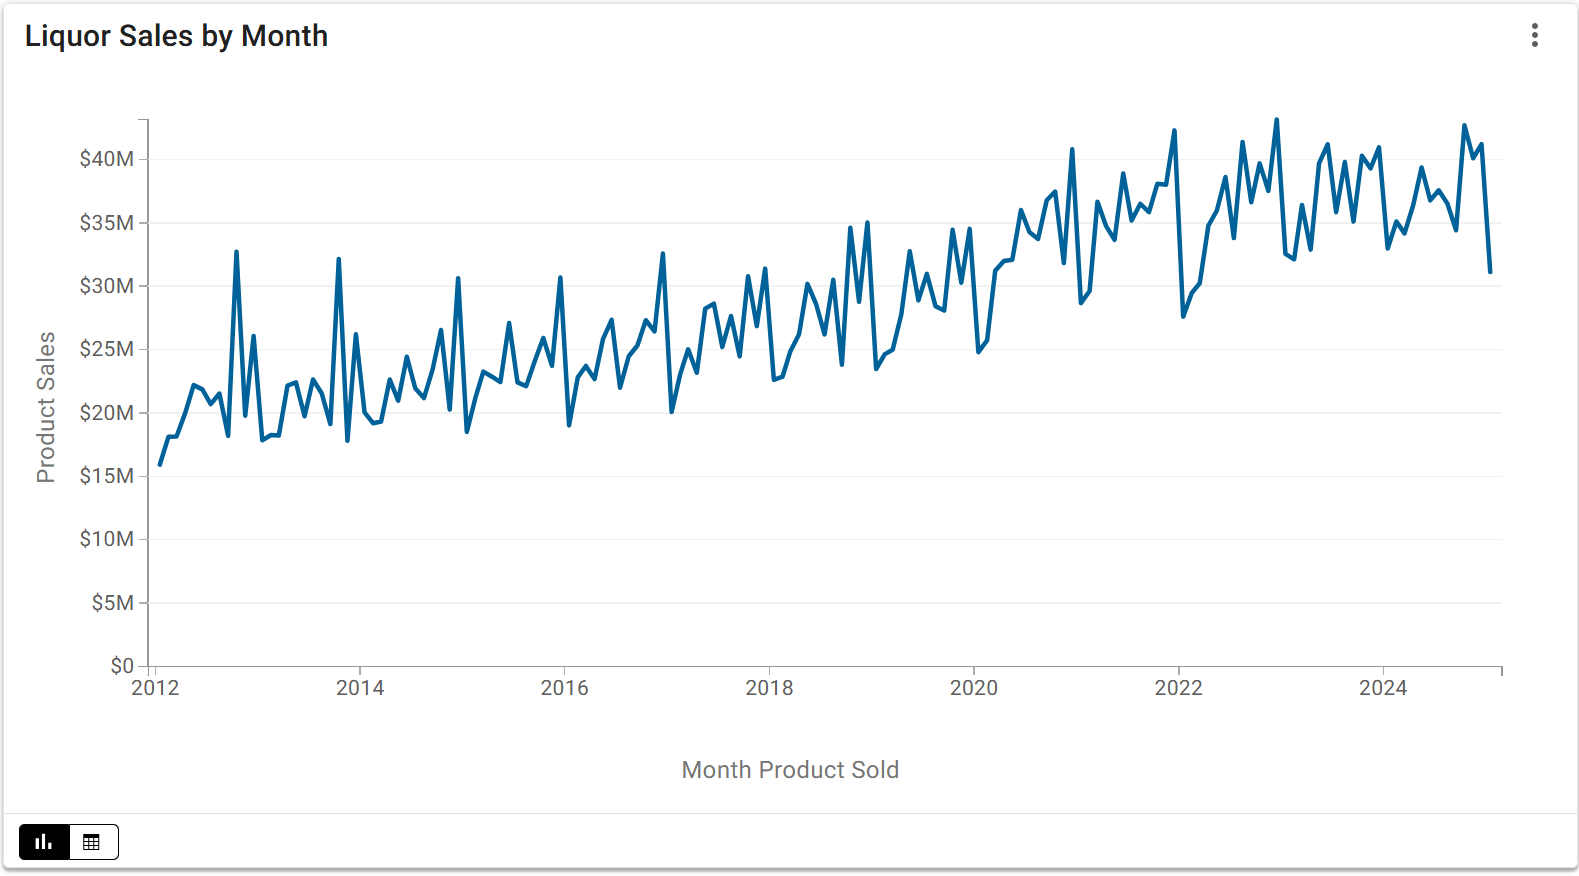 Liquor Sales by Month
$40M
$35M
$30M
$25M
$20M
$15M
$10M
$5M
$0
Product Sales
2012 2014 2016 2018 2020 2022 2024
Month Product Sold